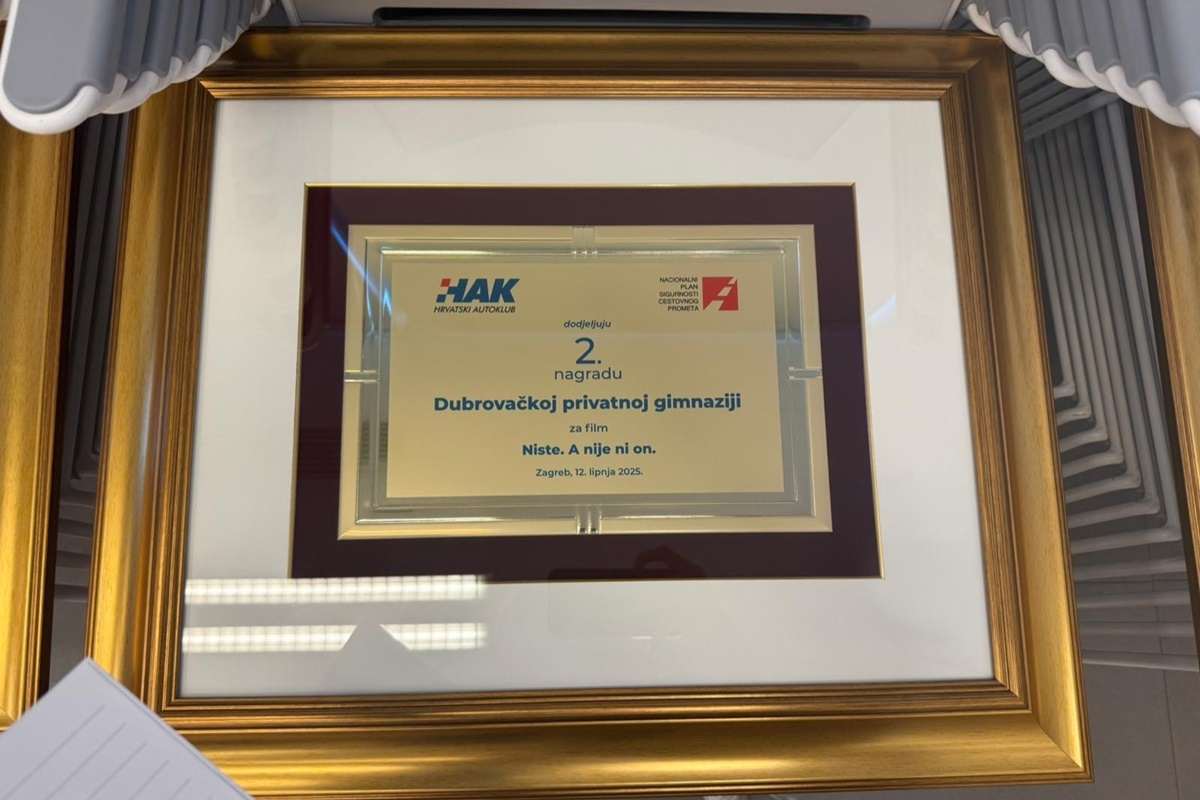 HAK
HRVATSKI AUTOKLUB
NACIONALNI
PLAN
SIGURNOSTI
CESTOVNOG
PROMETA
dodjeljuju
2.
nagradu
Dubrovačkoj privatnoj gimnaziji
za film
Niste. A nije ni on.
Zagreb, 12. lipnja 2025.